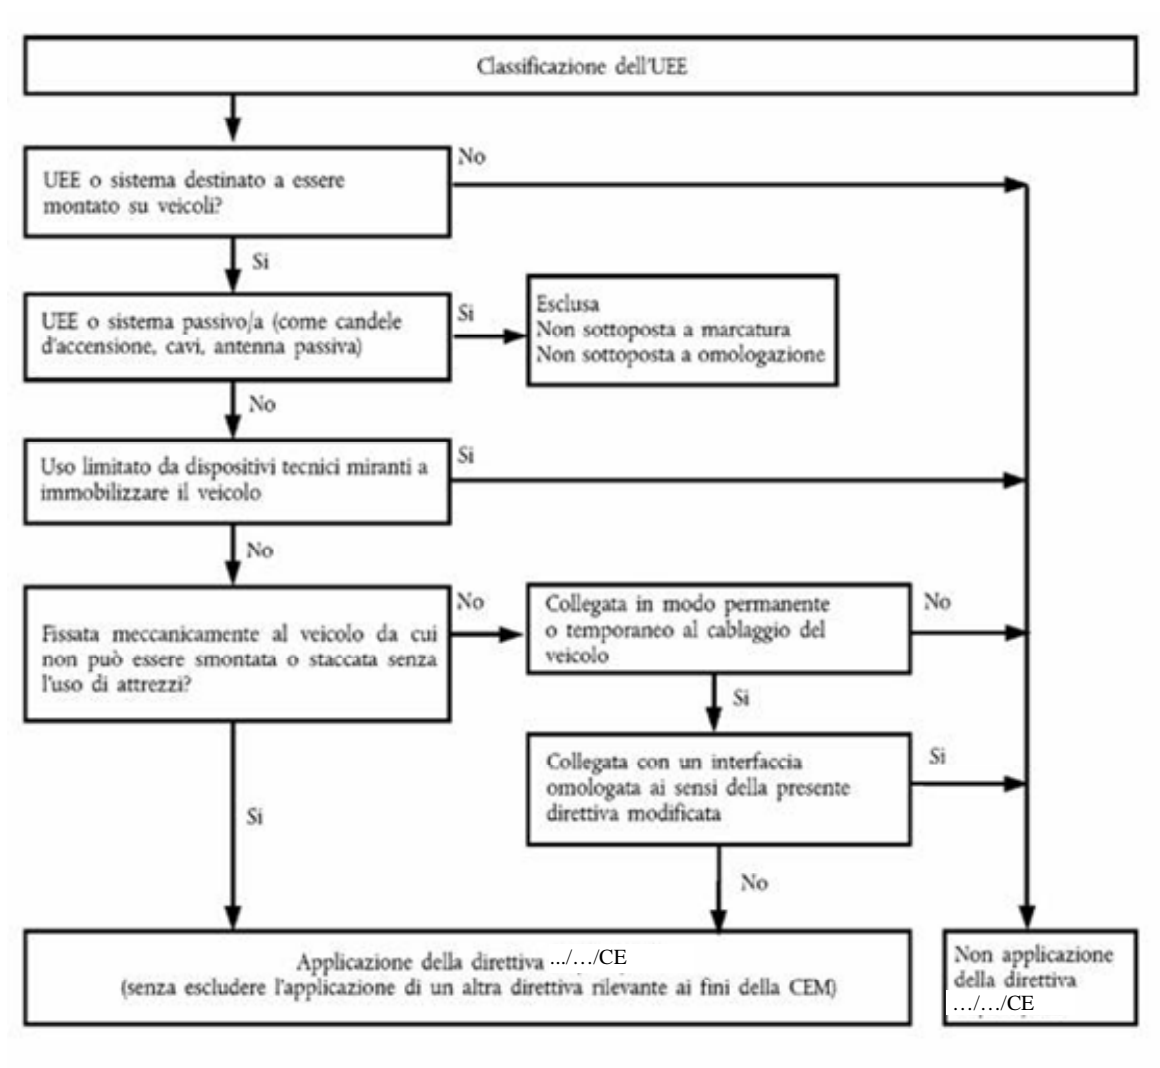 Classificazione dell'UEE
No
UEE o sistema destinato a essere
montato su veicoli?
Si
UEE o sistema passivo/a (come candele
d'accensione, cavi, antenna passiva)
Si
Esclusa
Non sottoposta a marcatura
Non sottoposta a omologazione
No
Uso limitato da dispositivi tecnici miranti a
immobilizzare il veicolo
Si
No
Fissata meccanicamente al veicolo da cui
non può essere smontata o staccata senza
l'uso di attrezzi?
No
Collegata in modo permanente
o temporaneo al cablaggio del
veicolo
No
Si
Collegata con un interfaccia
omologata ai sensi della presente
direttiva modificata
Si
Si
No
Applicazione della direttiva .../…/CE
(senza escludere l'applicazione di un altra direttiva rilevante ai fini della CEM)
Non applicazione
della direttiva
…/…/CE